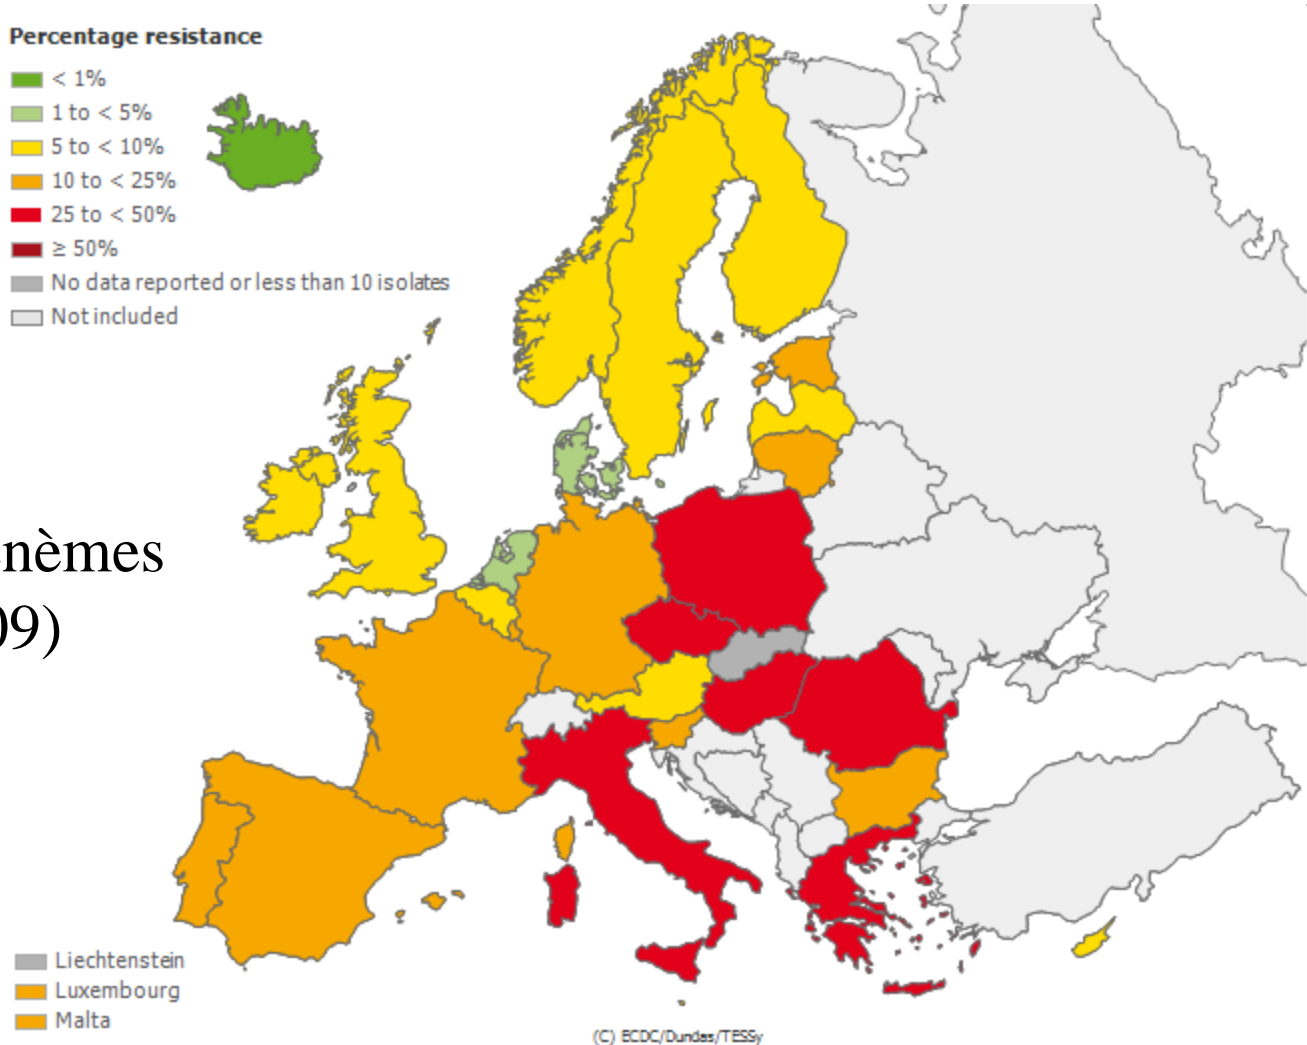 Percentage resistance
< 1%
1 to < 5%
5 to < 10%
10 to < 25%
25 to < 50%
≥ 50%
No data reported or less than 10 isolates
Not included
nèmes
09)
Liechtenstein
Luxembourg
Malta
(C) ECDC/Dundas/TESSy